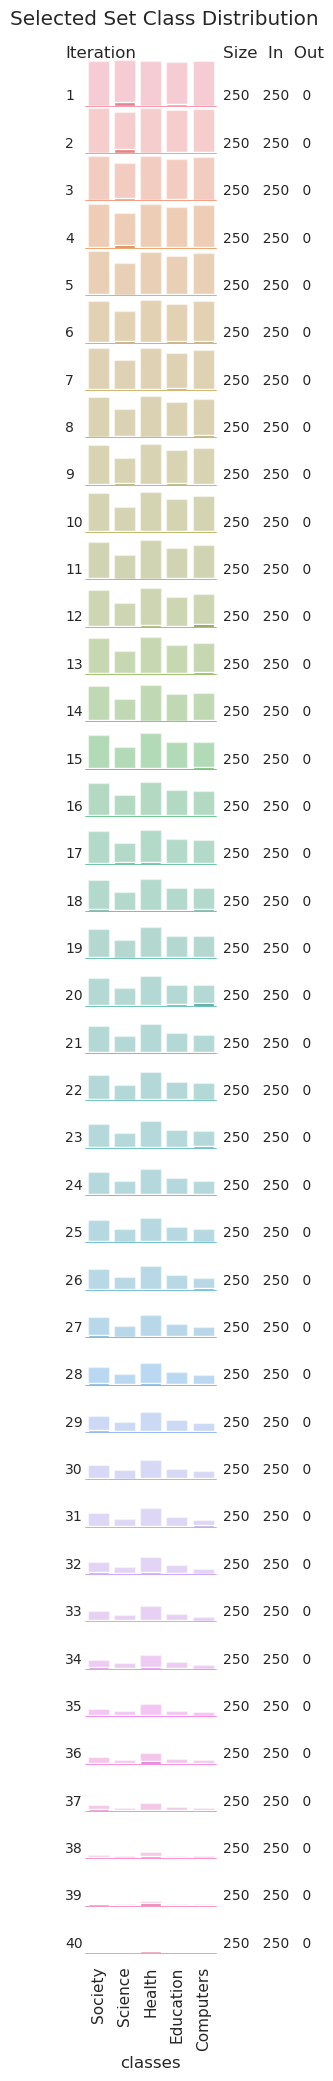 Selected Set Class Distribution
Iteration Size In Out
1 250 250 0
2 250 250 0
3 250 250 0
4 250 250 0
5 250 250 0
6 250 250 0
7 250 250 0
8 250 250 0
9 250 250 0
10 250 250 0
11 250 250 0
12 250 250 0
13 250 250 0
14 250 250 0
15 250 250 0
16 250 250 0
17 250 250 0
18 250 250 0
19 250 250 0
20 250 250 0
21 250 250 0
22 250 250 0
23 250 250 0
24 250 250 0
25 250 250 0
26 250 250 0
27 250 250 0
28 250 250 0
29 250 250 0
30 250 250 0
31 250 250 0
32 250 250 0
33 250 250 0
34 250 250 0
35 250 250 0
36 250 250 0
37 250 250 0
38 250 250 0
39 250 250 0
40 250 250 0
Society
Science
Health
Education
Computers
classes